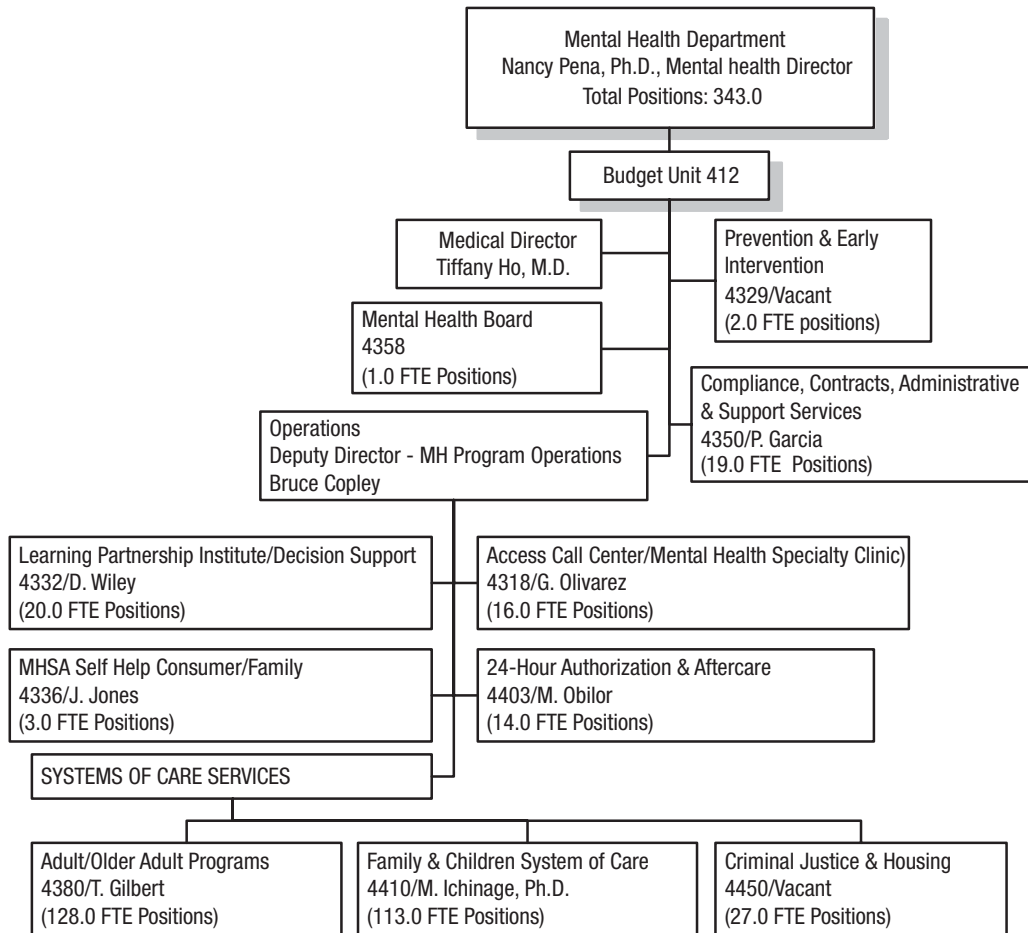 Mental Health Department
Nancy Pena, Ph.D., Mental health Director
Total Positions: 343.0
Budget Unit 412
Medical Director
Tiffany Ho, M.D.
Prevention & Early
Intervention
4329/Vacant
(2.0 FTE positions)
Mental Health Board
4358
(1.0 FTE Positions)
Compliance, Contracts, Administrative
& Support Services
4350/P. Garcia
(19.0 FTE Positions)
Operations
Deputy Director - MH Program Operations
Bruce Copley
Learning Partnership Institute/Decision Support
4332/D. Wiley
(20.0 FTE Positions)
Access Call Center/Mental Health Specialty Clinic)
4318/G. Olivarez
(16.0 FTE Positions)
MHSA Self Help Consumer/Family
4336/J. Jones
(3.0 FTE Positions)
24-Hour Authorization & Aftercare
4403/M. Obilor
(14.0 FTE Positions)
SYSTEMS OF CARE SERVICES
Adult/Older Adult Programs
4380/T. Gilbert
(128.0 FTE Positions)
Family & Children System of Care
4410/M. Ichinage, Ph.D.
(113.0 FTE Positions)
Criminal Justice & Housing
4450/Vacant
(27.0 FTE Positions)